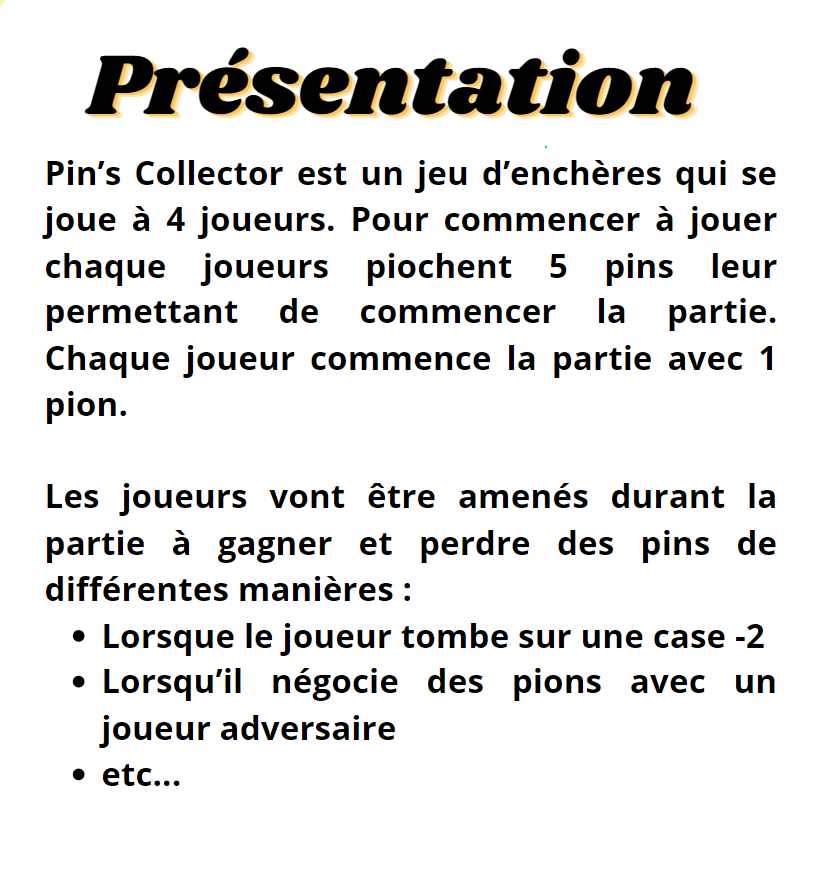 Présentation
Pin’s Collector est un jeu d’enchères qui se
joue à 4 joueurs. Pour commencer à jouer
chaque joueurs piochent 5 pins leur
permettant de commencer la partie.
Chaque joueur commence la partie avec 1
pion.
Les joueurs vont être amenés durant la
partie à gagner et perdre des pins de
différentes manières :
• Lorsque le joueur tombe sur une case -2
• Lorsqu’il négocie des pions avec un
joueur adversaire
• etc...